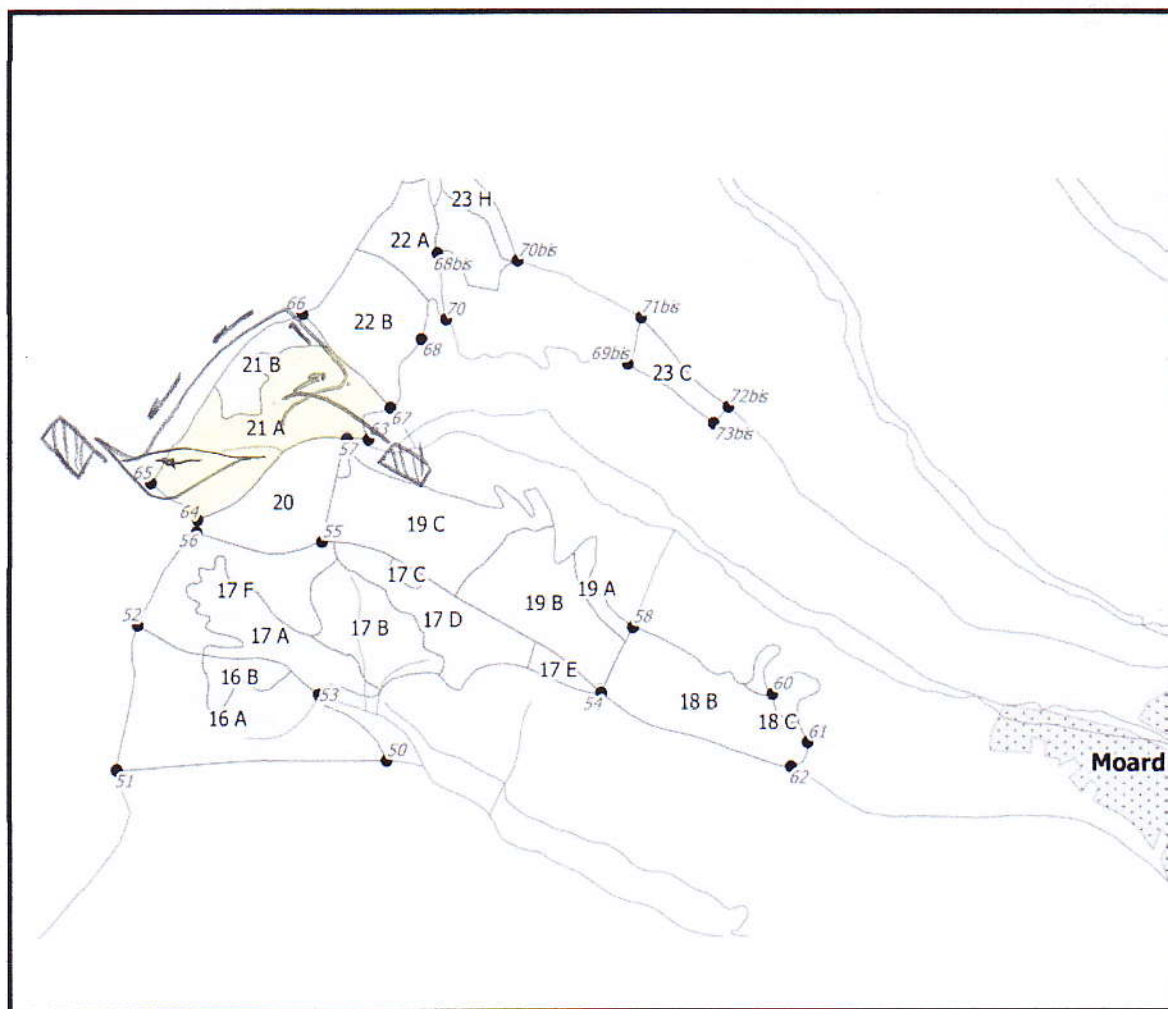 23 H
22 A
68bis
70bis
66
22 B
70
71bis
68
21 B
69bis
23 C
67
72bis
21 A
63
73bis
57
65
20
64
19 C
56
55
17 C
17 F
19 A
19 B
52
17 A
17 B
17 D
58
16 B
17 E
53
54
18 B
60
16 A
18 C
61
50
62
Moard
51